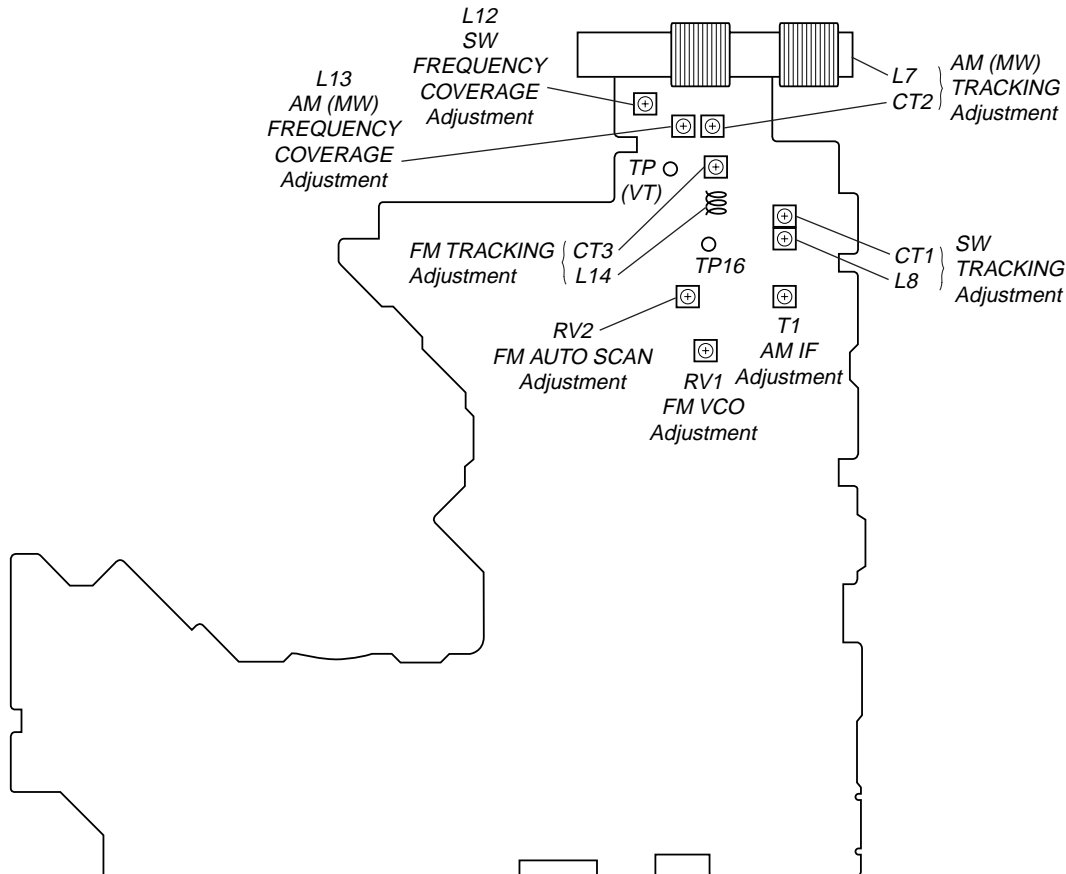 L12
SW
FREQUENCY
COVERAGE
Adjustment
L13
AM (MW)
FREQUENCY
COVERAGE
Adjustment
L7
CT2
AM (MW)
TRACKING
Adjustment
TP
(VT)
FM TRACKING
Adjustment
CT3
L14
TP16
CT1
L8
SW
TRACKING
Adjustment
RV2
FM AUTO SCAN
Adjustment
T1
AM IF
Adjustment
RV1
FM VCO
Adjustment